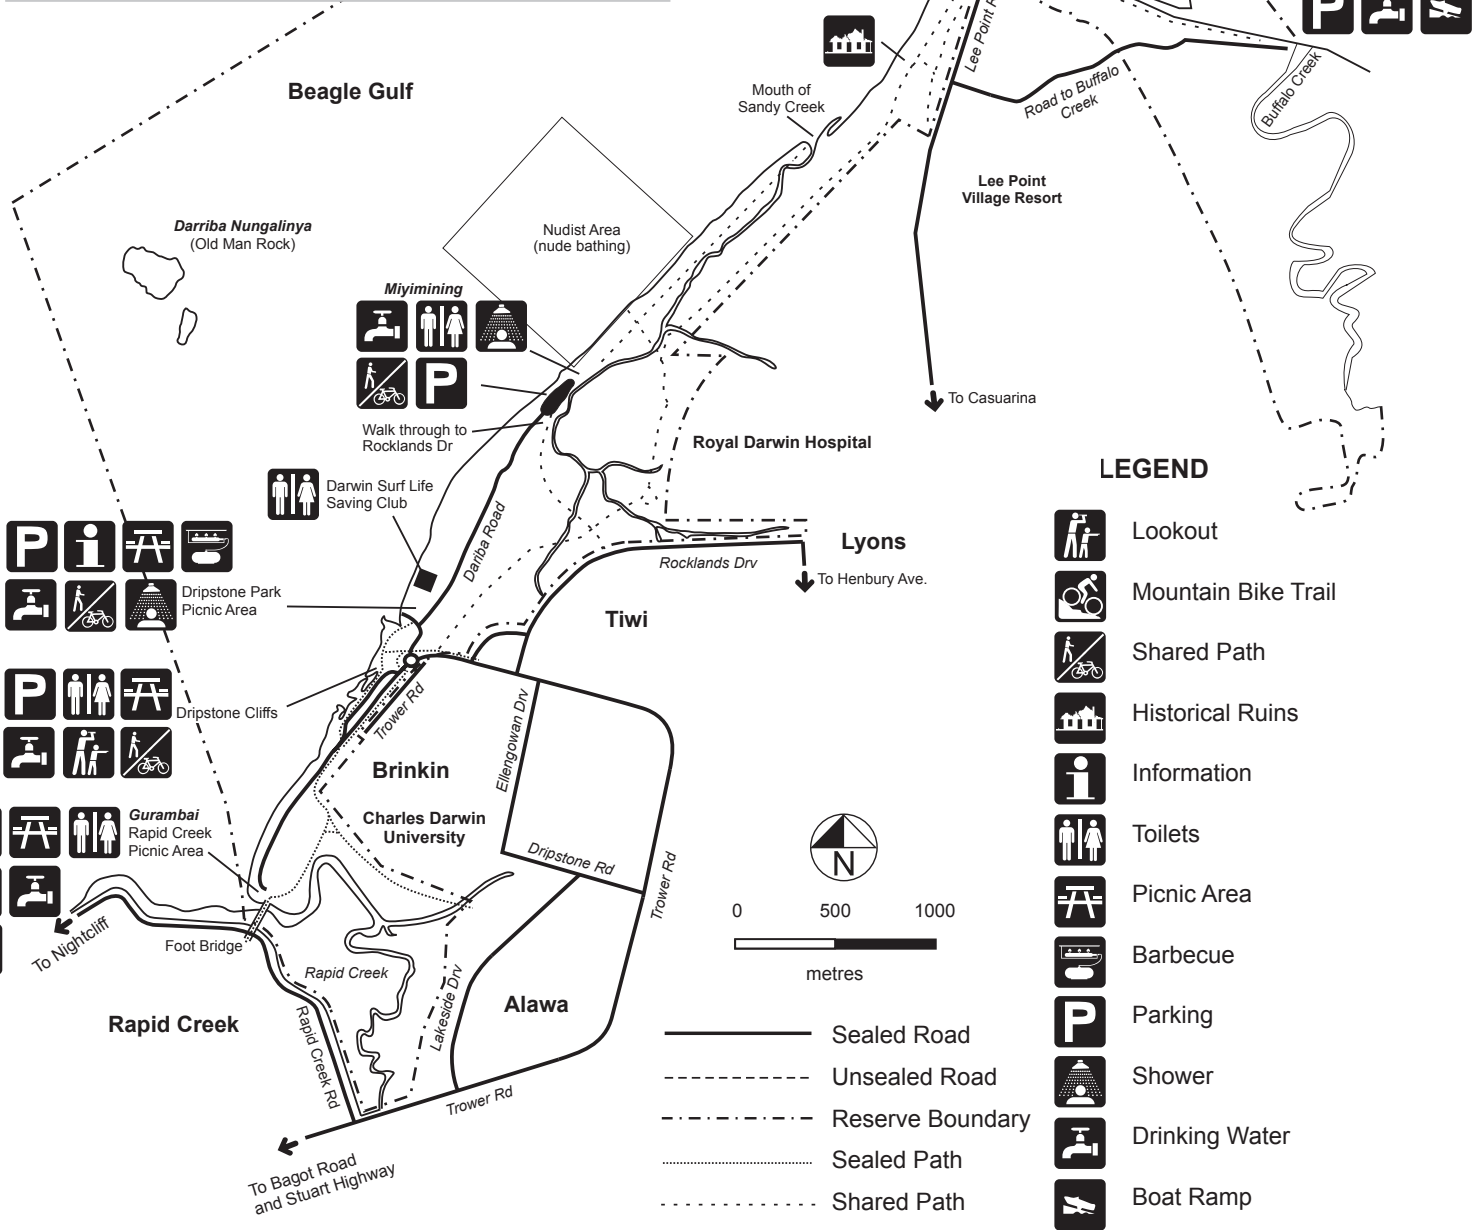 P
Lee Point
Beagle Gulf
Mouth of
Sandy Creek
Road to Buffalo
Creek
Buffalo Creek
Lee Point
Village Resort
Darriba Nungalinya
(Old Man Rock)
Nudist Area
(nude bathing)
Miyimining
P
To Casuarina
Walk through to
Rocklands Dr
Royal Darwin Hospital
Darwin Surf Life
Saving Club
Dariba Road
P
Lyons
Rocklands Drv
To Henbury Ave.
Dripstone Park
Picnic Area
Tiwi
P
Dripstone Cliffs
Trower Rd
Ellengowan Drv
Brinkin
Charles Darwin
University
Gurambai
Rapid Creek
Picnic Area
Dripstone Rd
Trower Rd
N
0 500 1000
metres
To Nightcliff
Foot Bridge
Rapid Creek
Lakeside Drv
Alawa
Rapid Creek
Rapid Creek Rd
Trower Rd
To Bagot Road
and Stuart Highway
Sealed Road
Unsealed Road
Reserve Boundary
Sealed Path
Shared Path
LEGEND
Lookout
Mountain Bike Trail
Shared Path
Historical Ruins
Information
Toilets
Picnic Area
Barbecue
P Parking
Shower
Drinking Water
Boat Ramp